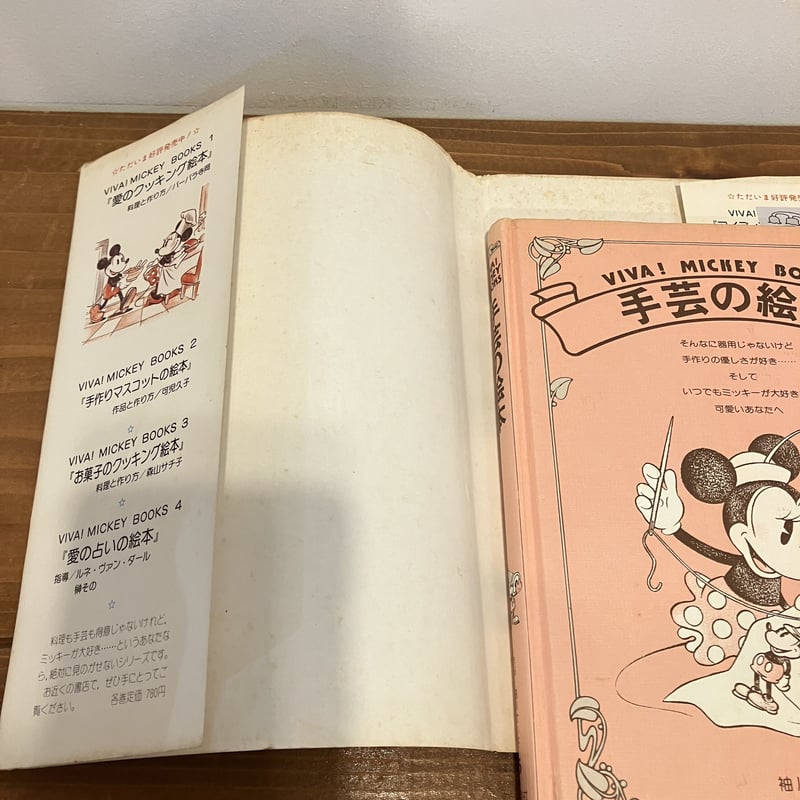 ☆ただいま好評発売中!☆
VIVA! MICKEY BOOKS 1
『愛のクッキング絵本』
料理と作り方/バーバラ寺岡
VIVA! MICKEY BOOKS 2
『手作りマスコットの絵本』
作品と作り方/可児久子
☆
VIVA! MICKEY BOOKS 3
『お菓子のクッキング絵本』
料理と作り方/森山サチ子
☆
VIVA! MICKEY BOOKS 4
『愛の占いの絵本』
指導/ルネ・ヴァン・ダール
榊その
☆
料理も手芸も得意じゃないけれど、
ミッキーが大好き……というあなたな
ら、絶対に見のがせないシリーズです。
お近くの書店で、ぜひ手にとってご
覧ください。 各巻定価 780円
☆ただいま好評発売
VIVA!
VIVA! MICKEY BO
手芸の絵
そんなに器用じゃないけど
手作りの優しさが好き……
そして
いつでもミッキーが大好き
可愛いあなたへ